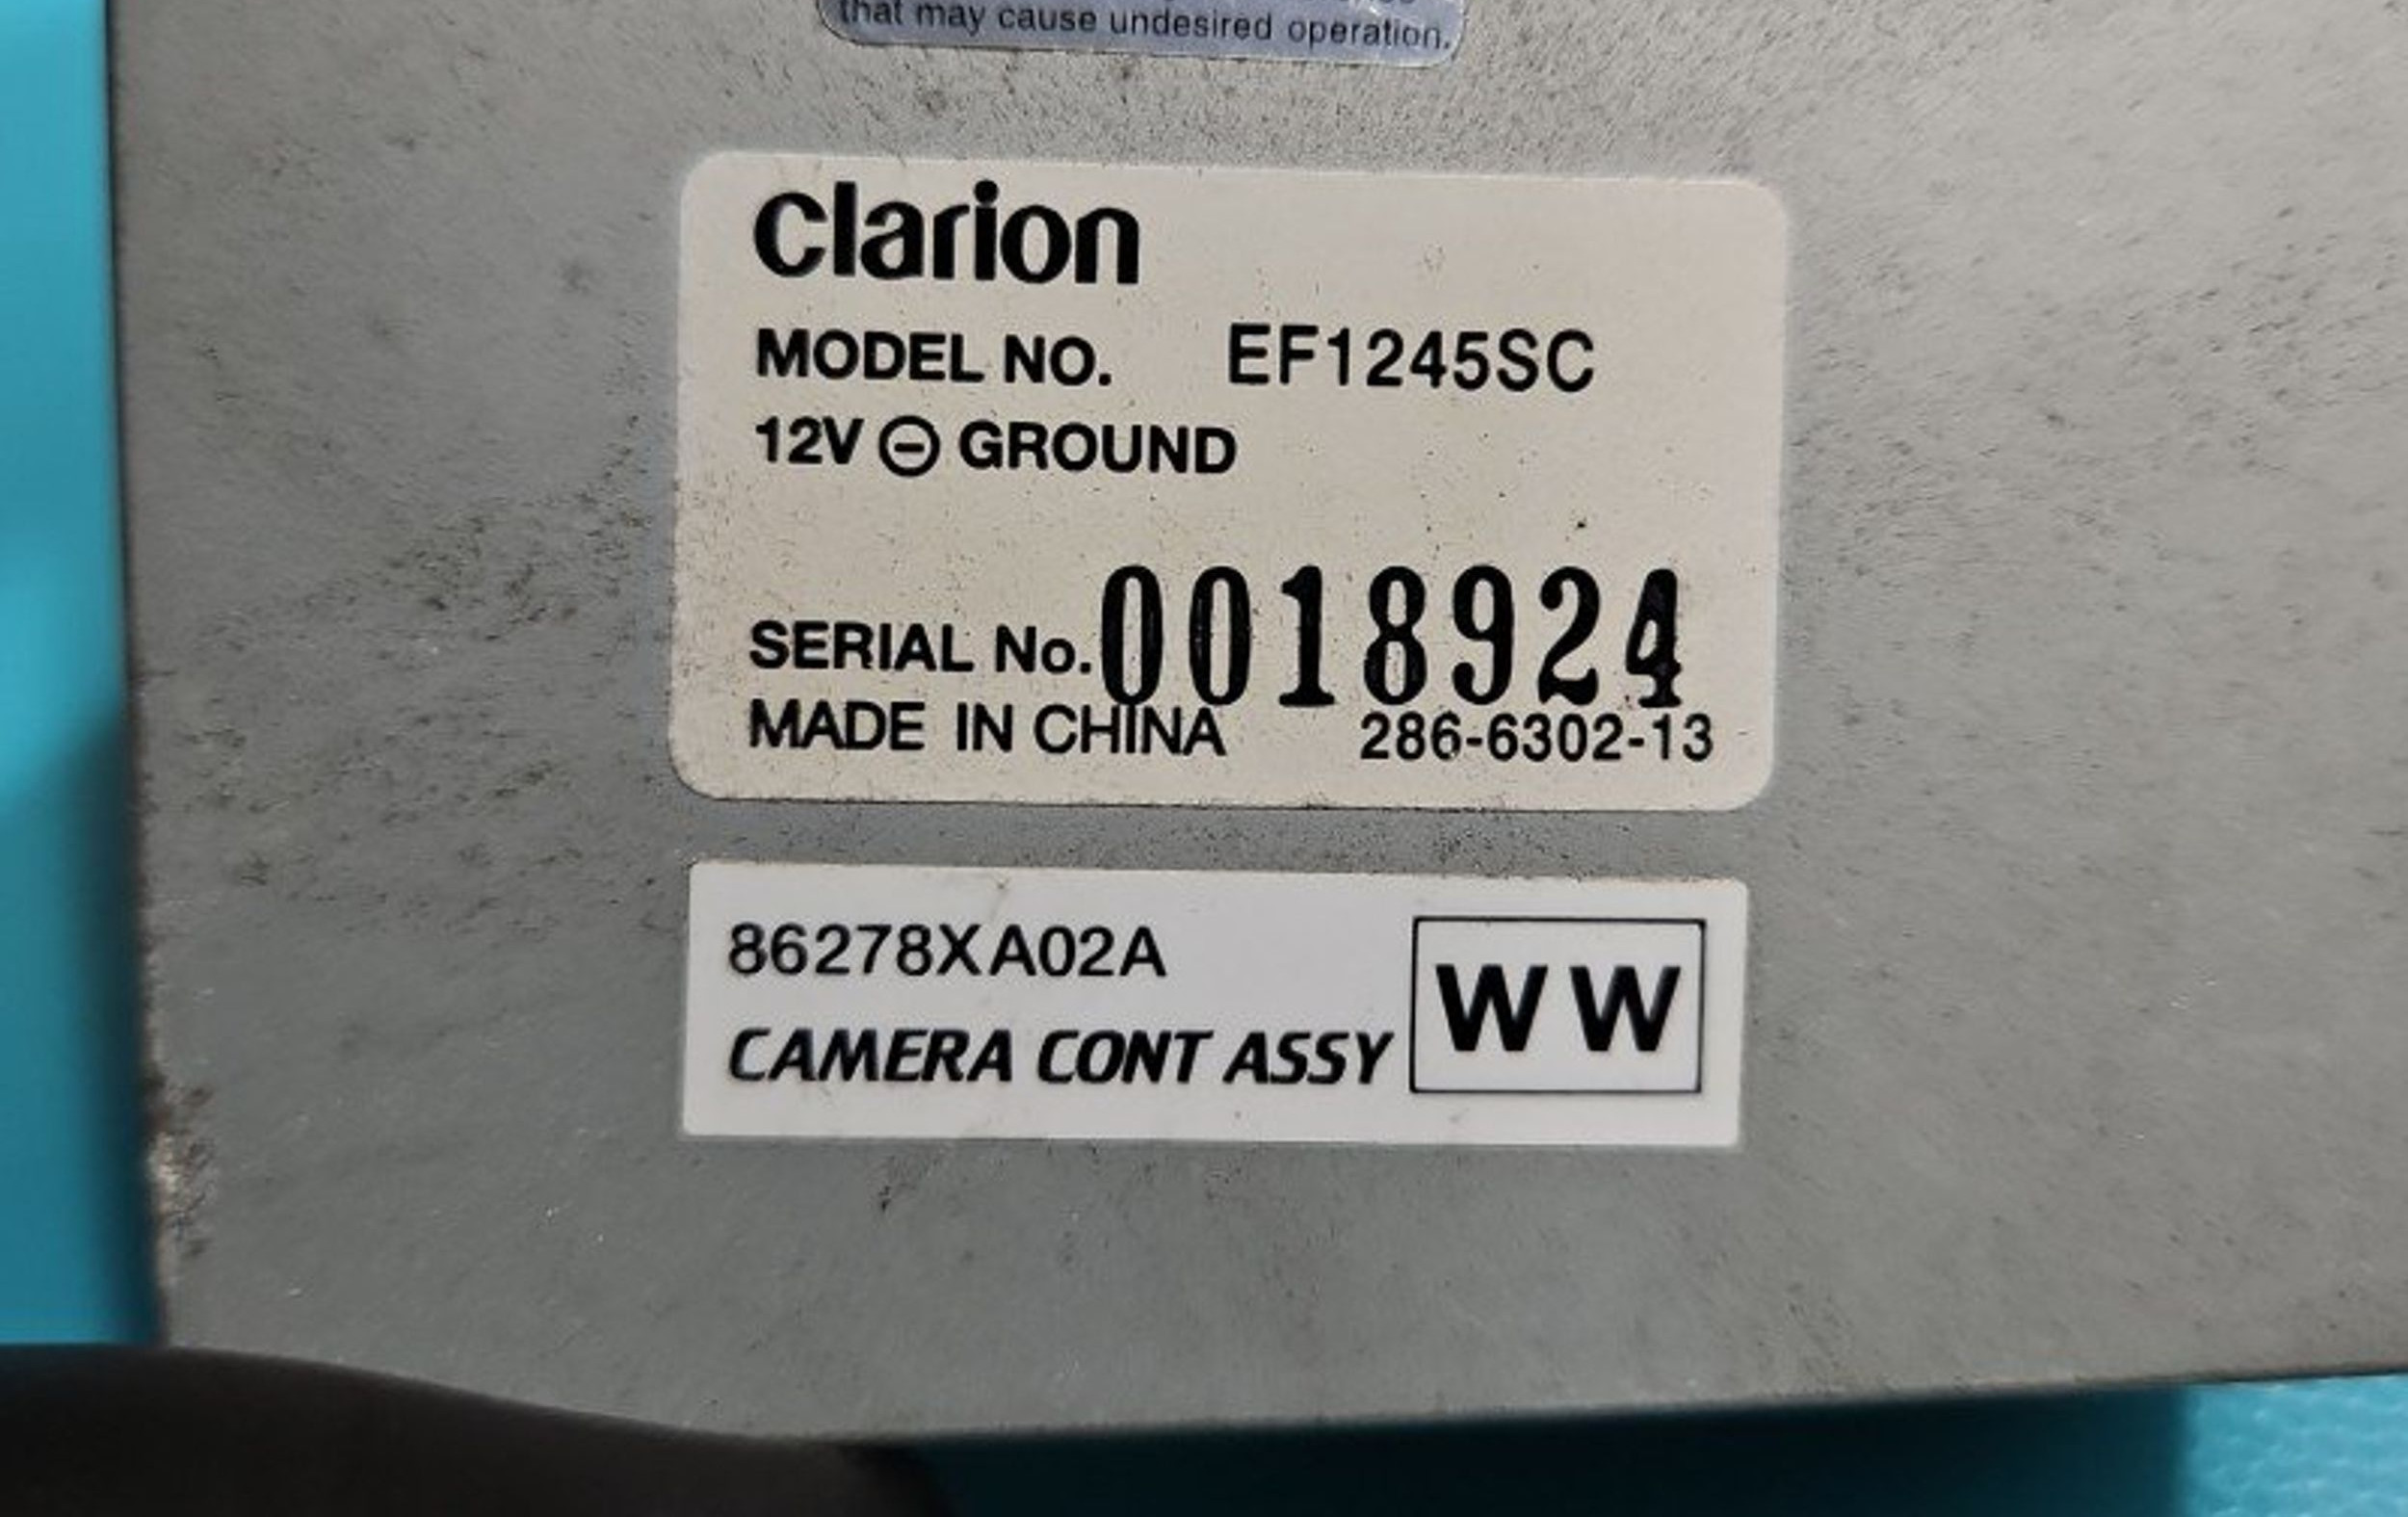 that may cause undesired operation.
Clarion
MODEL NO. EF1245SC
12V ⊖ GROUND
SERIAL No. 0018924
MADE IN CHINA 286-6302-13
86278XA02A
CAMERA CONT ASSY WW